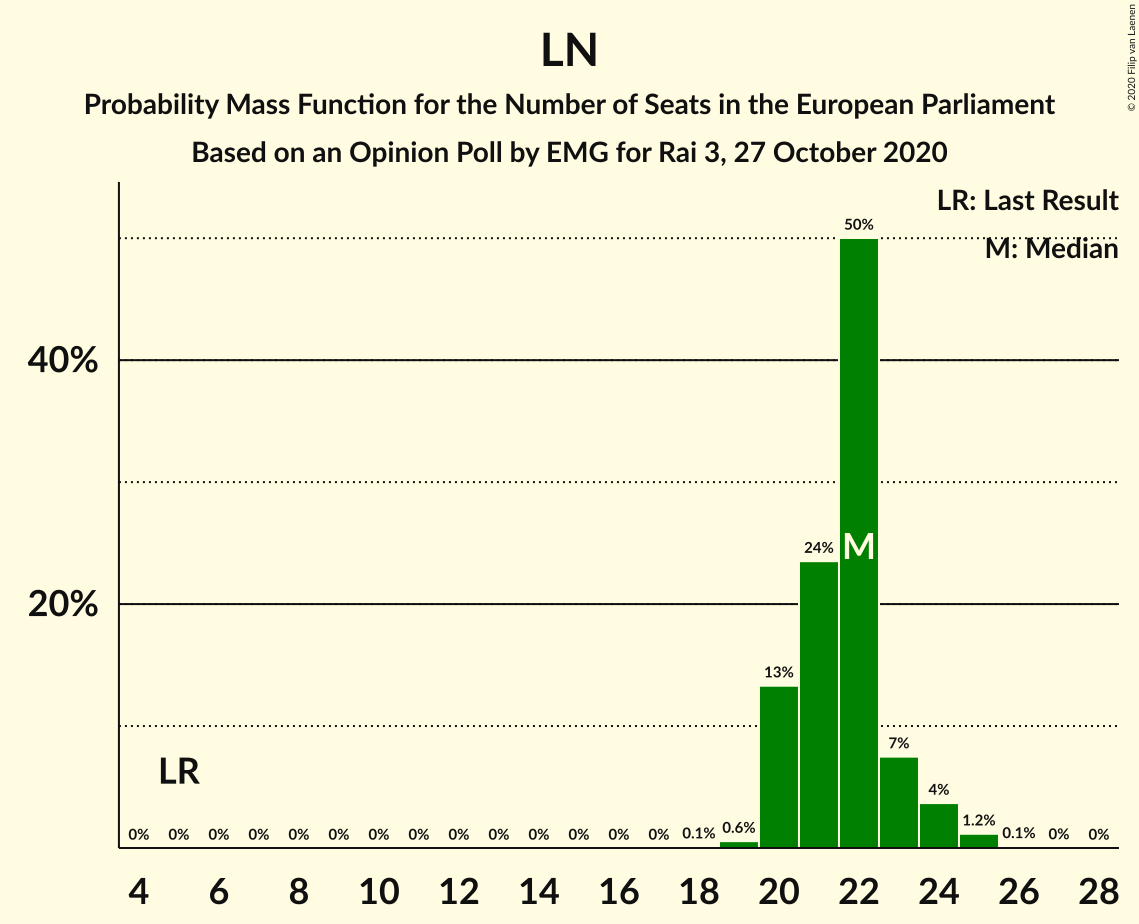 LN
Probability Mass Function for the Number of Seats in the European Parliament
Based on an Opinion Poll by EMG for Rai 3, 27 October 2020
© 2020 Filip van Laenen
LR: Last Result
M: Median
50%
40%
24%
M
20%
13%
7%
LR
4%
0% 0% 0% 0% 0% 0% 0% 0% 0% 0% 0% 0% 0% 0% 0.1% 0.6% 1.2% 0.1% 0% 0%
4 6 8 10 12 14 16 18 20 22 24 26 28